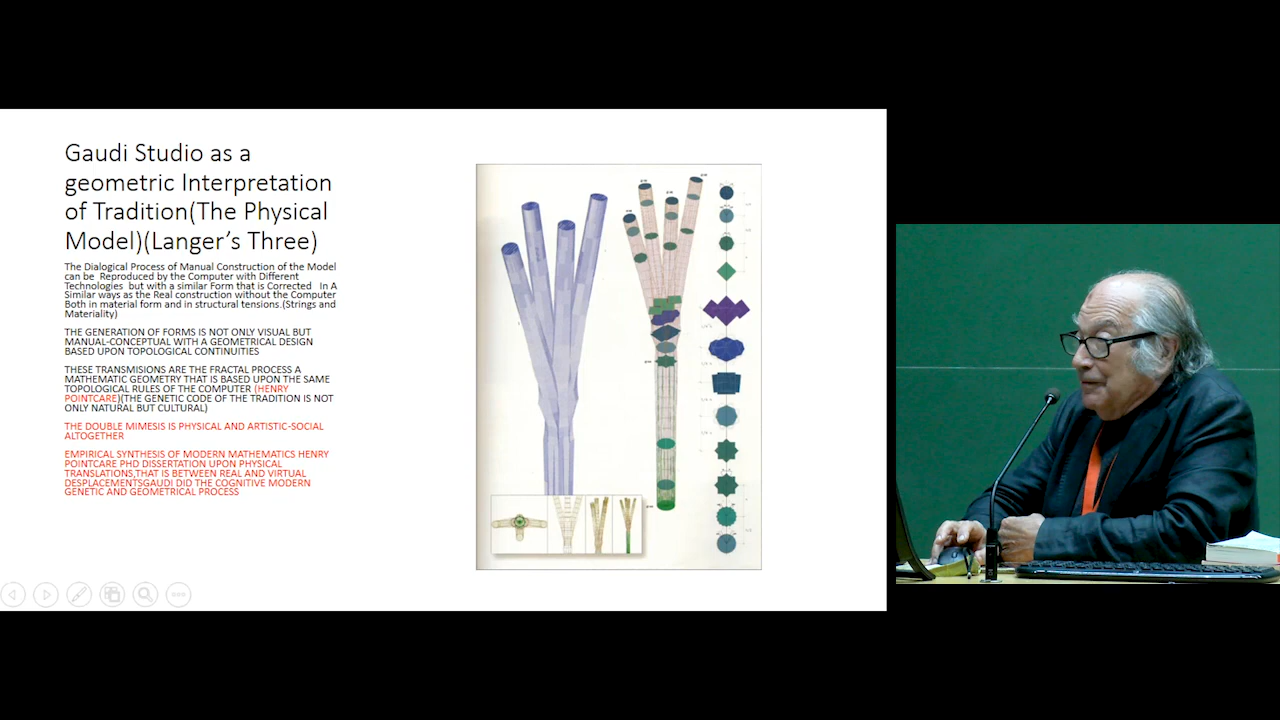 Gaudi Studio as a
geometric Interpretation
of Tradition(The Physical
Model)(Langer's Three)
The Dialogical Process of Manual Construction of the Model
can be Reproduced by the Computer with Different
Technologies but with a similar Form that is Corrected In A
Similar ways as the Real construction without the Computer
Both in material form and in structural tensions.(Strings and
Materiality)
THE GENERATION OF FORMS IS NOT ONLY VISUAL BUT
MANUAL-CONCEPTUAL WITH A GEOMETRICAL DESIGN
BASED UPON TOPOLOGICAL CONTINUITIES
THESE TRANSMISIONS ARE THE FRACTAL PROCESS A
MATHEMATIC GEOMETRY THAT IS BASED UPON THE SAME
TOPOLOGICAL RULES OF THE COMPUTER (HENRY
POINTCARE)(THE GENETIC CODE OF THE TRADITION IS NOT
ONLY NATURAL BUT CULTURAL)
THE DOUBLE MIMESIS IS PHYSICAL AND ARTISTIC-SOCIAL
ALTOGETHER
EMPIRICAL SYNTHESIS OF MODERN MATHEMATICS HENRY
POINTCARE PHD DISSERTATION UPON PHYSICAL
TRANSLATIONS,THAT IS BETWEEN REAL AND VIRTUAL
DESPLACEMENTSGAUDI DID THE COGNITIVE MODERN
GENETIC AND GEOMETRICAL PROCESS